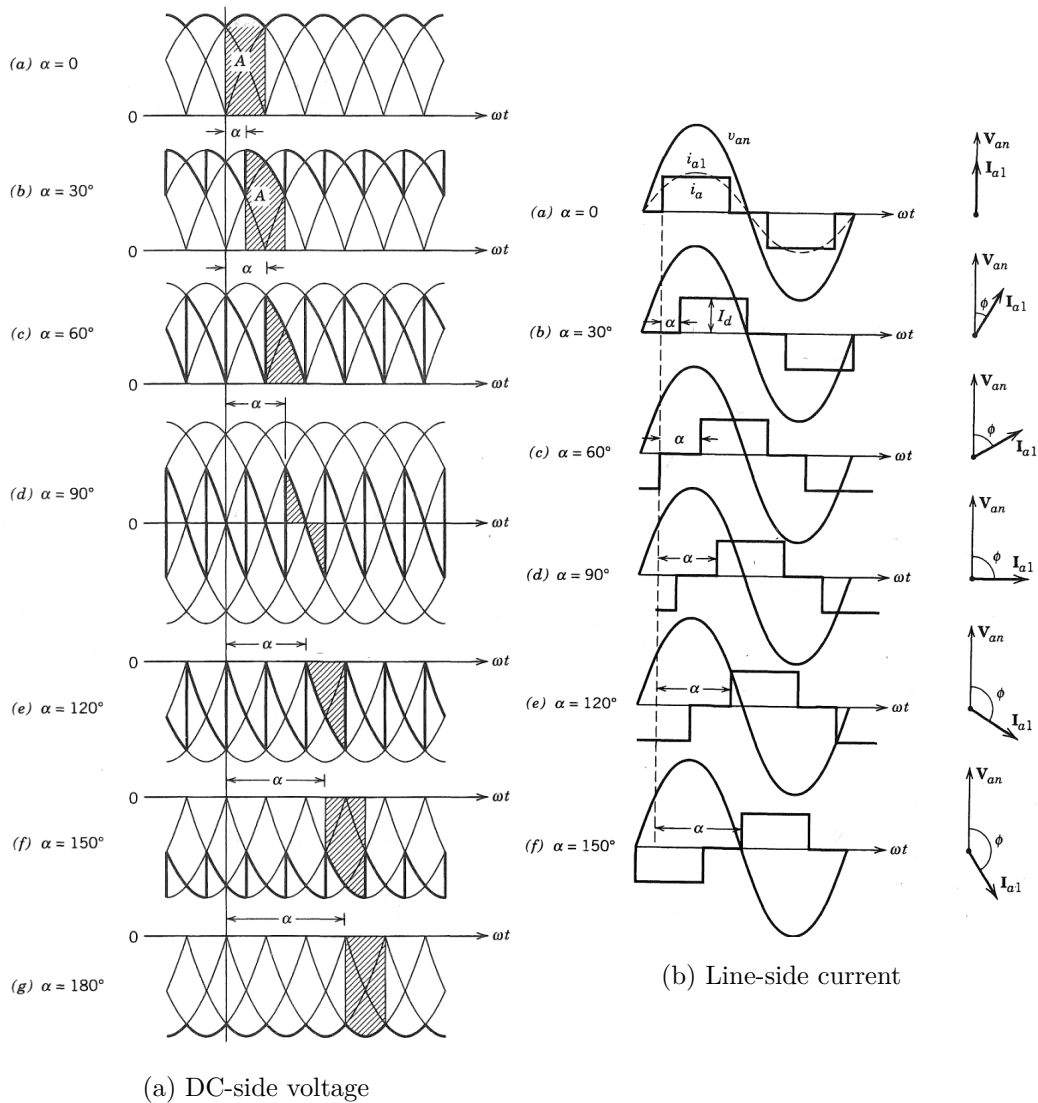 (a) α = 0
A
0
ωt
α
(b) α = 30°
A
0
ωt
α
(c) α = 60°
0
ωt
α
(d) α = 90°
0
ωt
α
0
ωt
(e) α = 120°
α
0
ωt
(f) α = 150°
α
0
ωt
(g) α = 180°
(a) DC-side voltage
v_an
i_a1
i_a
(a) α = 0
ωt
V_an
I_a1
(b) α = 30°
α
I_d
ωt
V_an
ϕ
I_a1
(c) α = 60°
α
ωt
V_an
ϕ
I_a1
(d) α = 90°
α
ωt
V_an
ϕ
I_a1
(e) α = 120°
α
ωt
V_an
ϕ
I_a1
(f) α = 150°
α
ωt
V_an
ϕ
I_a1
(b) Line-side current